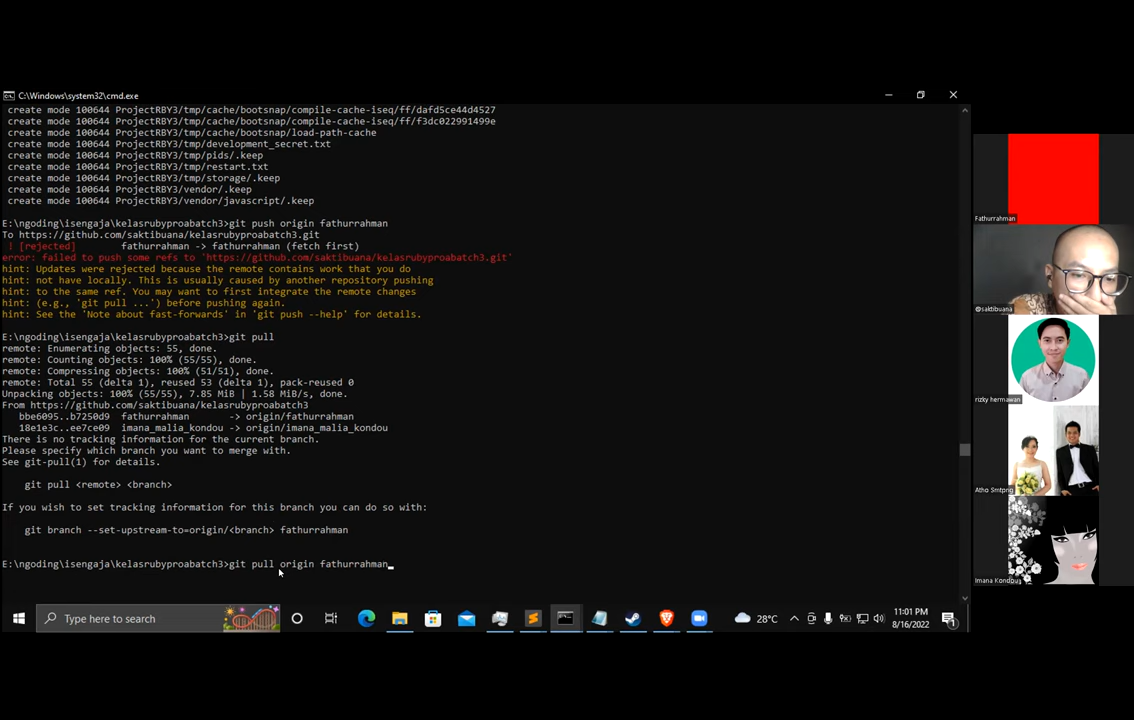 C:\Windows\system32\cmd.exe
create mode 100644 ProjectRBY3/tmp/cache/bootsnap/compile-cache-iseq/ff/dafd5ce44d4527
create mode 100644 ProjectRBY3/tmp/cache/bootsnap/compile-cache-iseq/ff/f3dc022991499e
create mode 100644 ProjectRBY3/tmp/cache/bootsnap/load-path-cache
create mode 100644 ProjectRBY3/tmp/development_secret.txt
create mode 100644 ProjectRBY3/tmp/pids/.keep
create mode 100644 ProjectRBY3/tmp/restart.txt
create mode 100644 ProjectRBY3/tmp/storage/.keep
create mode 100644 ProjectRBY3/vendor/.keep
create mode 100644 ProjectRBY3/vendor/javascript/.keep
E:\ngoding\isengaja\kelasrubyproabatch3>git push origin fathurrahman
To https://github.com/saktibuana/kelasrubyproabatch3.git
! [rejected] fathurrahman -> fathurrahman (fetch first)
error: failed to push some refs to 'https://github.com/saktibuana/kelasrubyproabatch3.git'
hint: Updates were rejected because the remote contains work that you do
hint: not have locally. This is usually caused by another repository pushing
hint: to the same ref. You may want to first integrate the remote changes
hint: (e.g., 'git pull ...') before pushing again.
hint: See the 'Note about fast-forwards' in 'git push --help' for details.
E:\ngoding\isengaja\kelasrubyproabatch3>git pull
remote: Enumerating objects: 55, done.
remote: Counting objects: 100% (55/55), done.
remote: Compressing objects: 100% (51/51), done.
remote: Total 55 (delta 1), reused 53 (delta 1), pack-reused 0
Unpacking objects: 100% (55/55), 7.85 MiB | 1.58 MiB/s, done.
From https://github.com/saktibuana/kelasrubyproabatch3
bbe6095..b7250d9 fathurrahman -> origin/fathurrahman
18e1e3c..ee7ce09 imana_malia_kondou -> origin/imana_malia_kondou
There is no tracking information for the current branch.
Please specify which branch you want to merge with.
See git-pull(1) for details.
git pull <remote> <branch>
If you wish to set tracking information for this branch you can do so with:
git branch --set-upstream-to=origin/<branch> fathurrahman
E:\ngoding\isengaja\kelasrubyproabatch3>git pull origin fathurrahman
Type here to search
28°C
11:01 PM
8/16/2022
1
Fathurrahman
@saktibuana
rizky hermawan
Atho Smtprig
Imana Kondouu